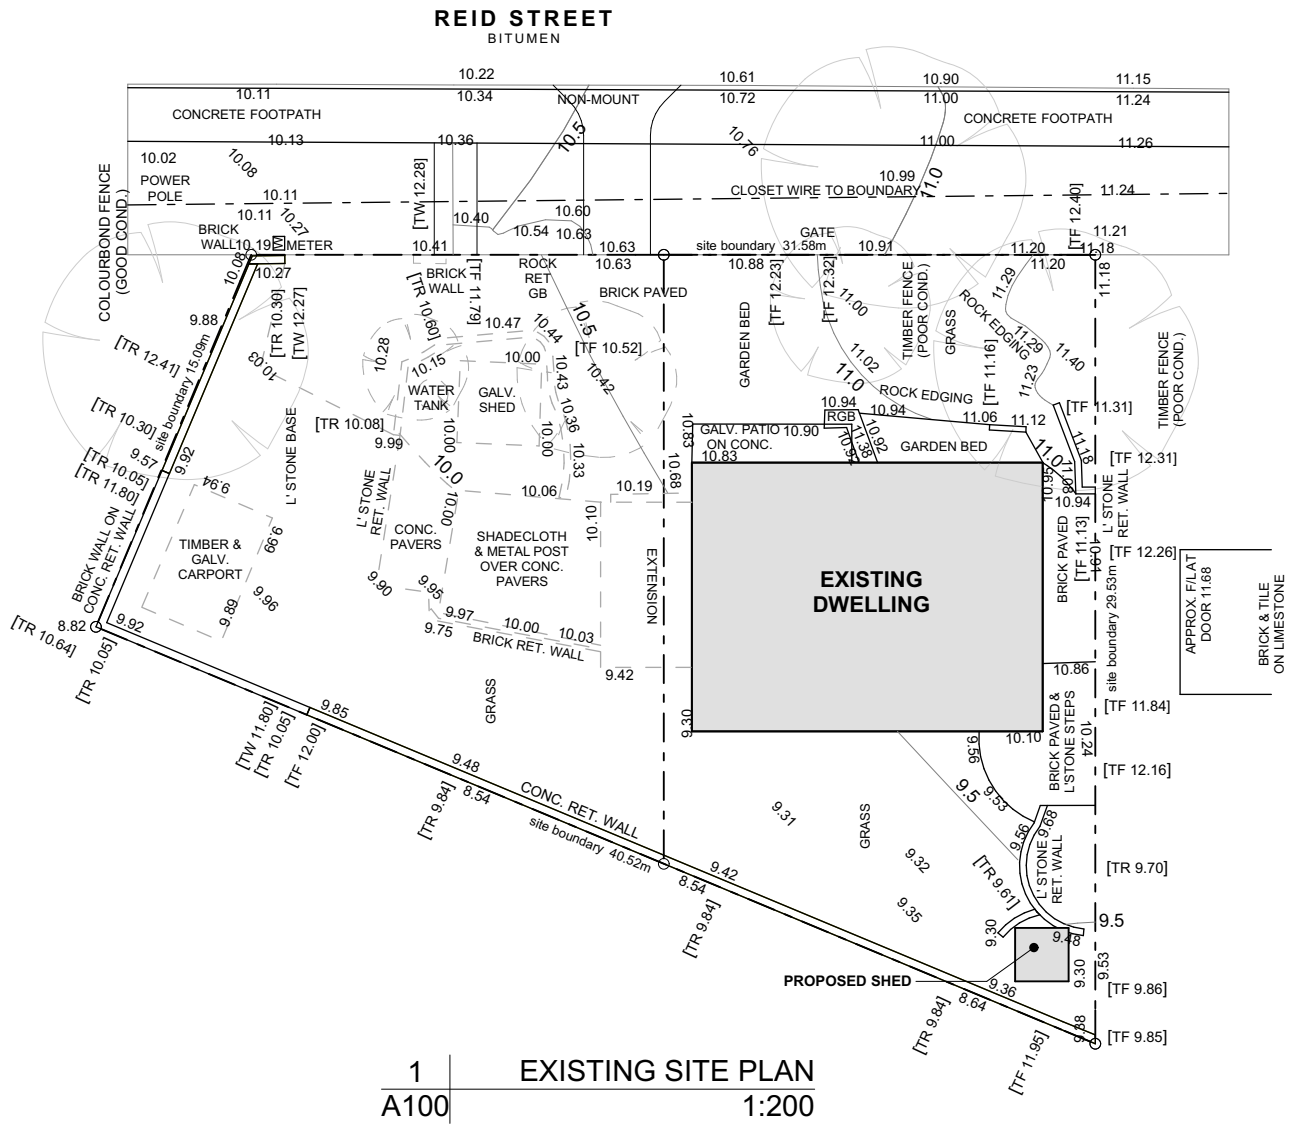 REID STREET
BITUMEN
10.22
10.61
10.90
11.15
10.11
10.34
NON-MOUNT
10.72
11.00
11.24
CONCRETE FOOTPATH
CONCRETE FOOTPATH
10.13
10.36
10.5
10.76
11.00
11.26
10.02
10.08
POWER
POLE
[TW 12.28]
10.99
11.0
CLOSET WIRE TO BOUNDARY
[TF 12.40]
11.24
COLOURBOND FENCE
(GOOD COND.)
10.11
10.11
10.27
10.40
10.60
10.54
10.63
GATE
11.21
BRICK
WALL
10.19
W
METER
10.41
10.63
site boundary 31.58m
10.91
11.20
11.18
10.08
10.27
BRICK
WALL
[TF 11.79]
ROCK
RET
GB
10.63
BRICK PAVED
10.88
[TF 12.23]
[TF 12.32]
11.20
11.18
11.29
[TR 10.30]
[TW 12.27]
[TR 10.60]
11.00
TIMBER FENCE
(POOR COND.)
GRASS
ROCK EDGING
9.88
site boundary 15.09m
[TR 12.41]
10.03
10.28
10.47
10.44
10.5
[TF 10.52]
GARDEN BED
11.02
11.29
11.40
TIMBER FENCE
(POOR COND.)
10.15
10.00
10.43
10.42
11.0
[TF 11.16]
11.23
WATER
TANK
GALV.
SHED
ROCK EDGING
[TR 10.30]
10.36
10.94
RGB
10.94
11.06
11.12
[TF 11.31]
L' STONE BASE
[TR 10.08]
9.99
10.00
10.00
10.83
GALV. PATIO
ON CONC.
10.90
11.38
10.92
GARDEN BED
11.0
11.18
9.57
9.92
[TR 10.05]
[TR 11.80]
10.0
10.33
10.68
10.83
10.95
11.08
[TF 12.31]
9.94
L' STONE
RET. WALL
10.00
10.06
10.19
10.94
L' STONE
RET. WALL
BRICK WALL ON
CONC. RET. WALL
TIMBER &
GALV.
CARPORT
9.99
CONC.
PAVERS
SHADECLOTH
& METAL POST
OVER CONC.
PAVERS
10.10
EXTENSION
EXISTING
DWELLING
BRICK PAVED
[TF 11.13]
10.91
[TF 12.26]
APPROX. F/LAT
DOOR 11.68
BRICK & TILE
ON LIMESTONE
9.96
9.89
9.90
9.95
9.97
10.00
10.03
site boundary 29.53m
8.82
9.92
[TR 10.64]
[TR 10.05]
9.75
BRICK RET. WALL
9.42
10.86
GRASS
BRICK PAVED &
L'STONE STEPS
10.24
[TF 11.84]
9.85
[TW 11.80]
[TR 10.05]
[TF 12.00]
9.30
10.10
9.56
[TF 12.16]
9.48
8.54
[TR 9.84]
CONC. RET. WALL
site boundary 40.52m
9.5
9.53
9.31
GRASS
9.56
9.68
L' STONE
RET. WALL
9.42
8.54
9.32
[TR 9.61]
[TR 9.70]
[TR 9.84]
9.35
9.30
9.48
9.5
9.30
9.53
PROPOSED SHED
9.36
8.64
[TF 9.86]
[TR 9.84]
[TF 11.95]
[TF 9.85]
1
EXISTING SITE PLAN
A100
1:200